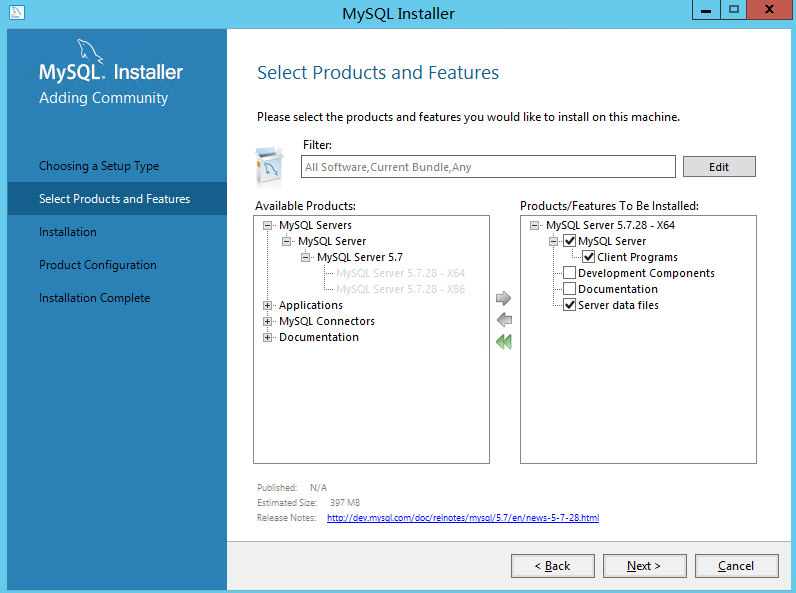 MySQL Installer
MySQL. Installer
Adding Community
Choosing a Setup Type
Select Products and Features
Installation
Product Configuration
Installation Complete
Select Products and Features
Please select the products and features you would like to install on this machine.
Filter:
All Software,Current Bundle,Any
Edit
Available Products:
MySQL Servers
MySQL Server
MySQL Server 5.7
MySQL Server 5.7.28 - X64
MySQL Server 5.7.28 - X86
Applications
MySQL Connectors
Documentation
Products/Features To Be Installed:
MySQL Server 5.7.28 - X64
MySQL Server
Client Programs
Development Components
Documentation
Server data files
Published: N/A
Estimated Size: 397 MB
Release Notes: http://dev.mysql.com/doc/relnotes/mysql/5.7/en/news-5-7-28.html
< Back
Next >
Cancel